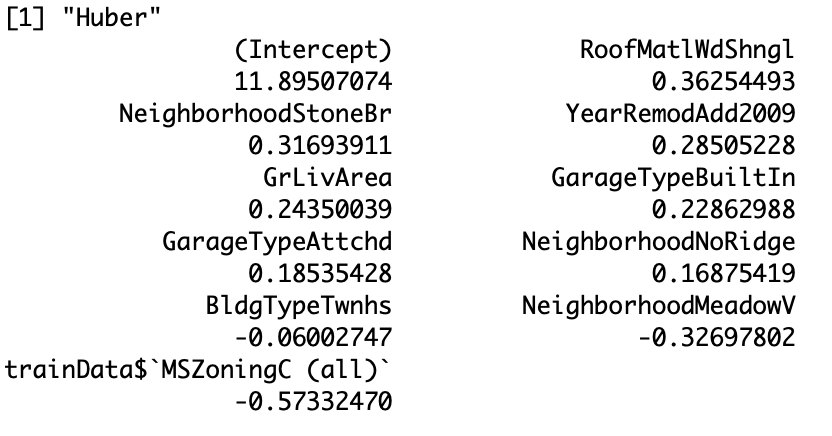 [1] "Huber"
(Intercept) RoofMatlWdShngl
11.89507074 0.36254493
NeighborhoodStoneBr YearRemodAdd2009
0.31693911 0.28505228
GrLivArea GarageTypeBuiltIn
0.24350039 0.22862988
GarageTypeAttchd NeighborhoodNoRidge
0.18535428 0.16875419
BldgTypeTwnhs NeighborhoodMeadowV
-0.06002747 -0.32697802
trainData$`MSZoningC (all)`
-0.57332470